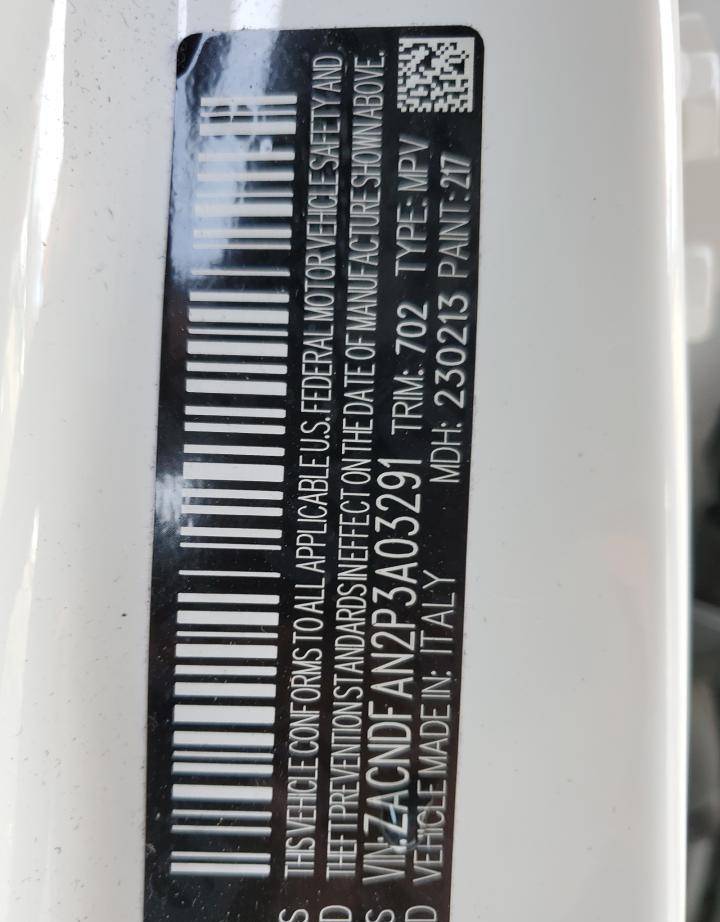 THIS VEHICLE CONFORMS TO ALL APPLICABLE U.S. FEDERAL MOTOR VEHICLE SAFETY AND
THEFT PREVENTION STANDARDS IN EFFECT ON THE DATE OF MANUFACTURE SHOWN ABOVE.
VIN: ZACNDFAN2P3A03291 TRIM: 702 TYPE: MPV
VEHICLE MADE IN: ITALY MDH: 230213 PAINT: 217